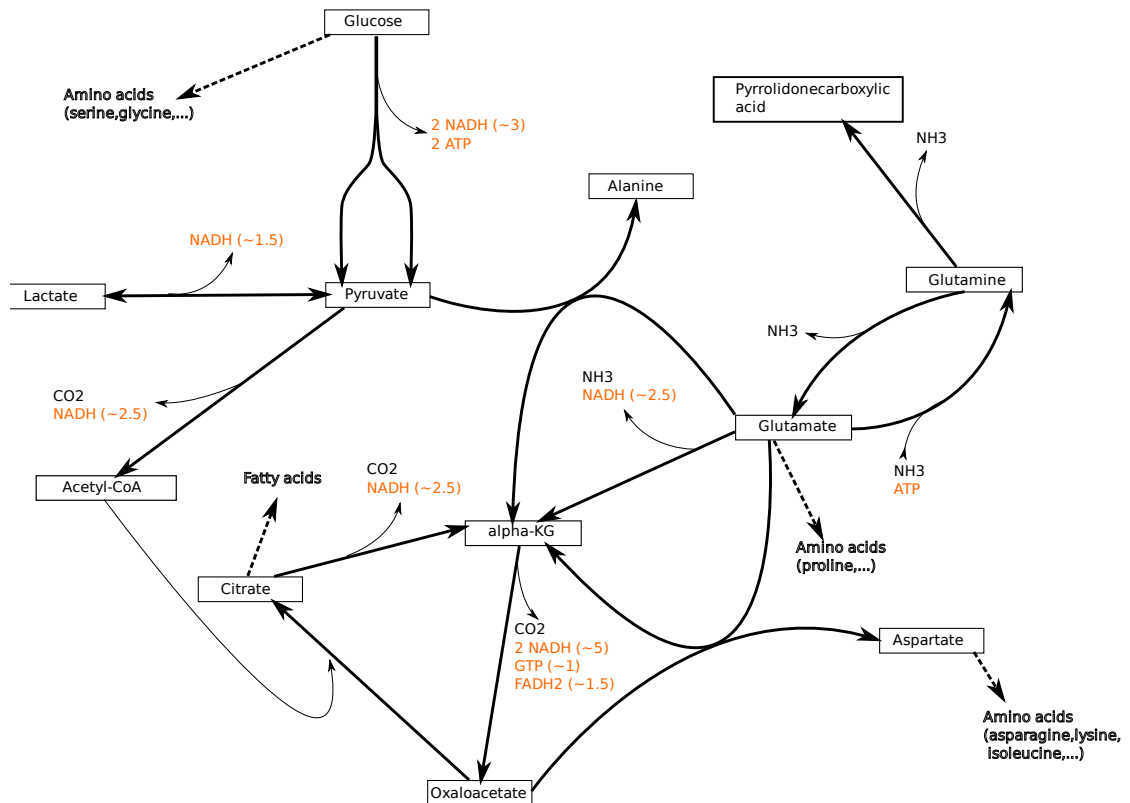 Glucose
Amino acids
(serine,glycine,...)
2 NADH (~3)
2 ATP
Pyrrolidonecarboxylic
acid
NH3
Alanine
NADH (~1.5)
Glutamine
Lactate
Pyruvate
NH3
CO2
NADH (~2.5)
NH3
NADH (~2.5)
Glutamate
NH3
ATP
Acetyl-CoA
Fatty acids
CO2
NADH (~2.5)
alpha-KG
Amino acids
(proline,...)
Citrate
CO2
2 NADH (~5)
GTP (~1)
FADH2 (~1.5)
Aspartate
Amino acids
(asparagine,lysine,
isoleucine,...)
Oxaloacetate